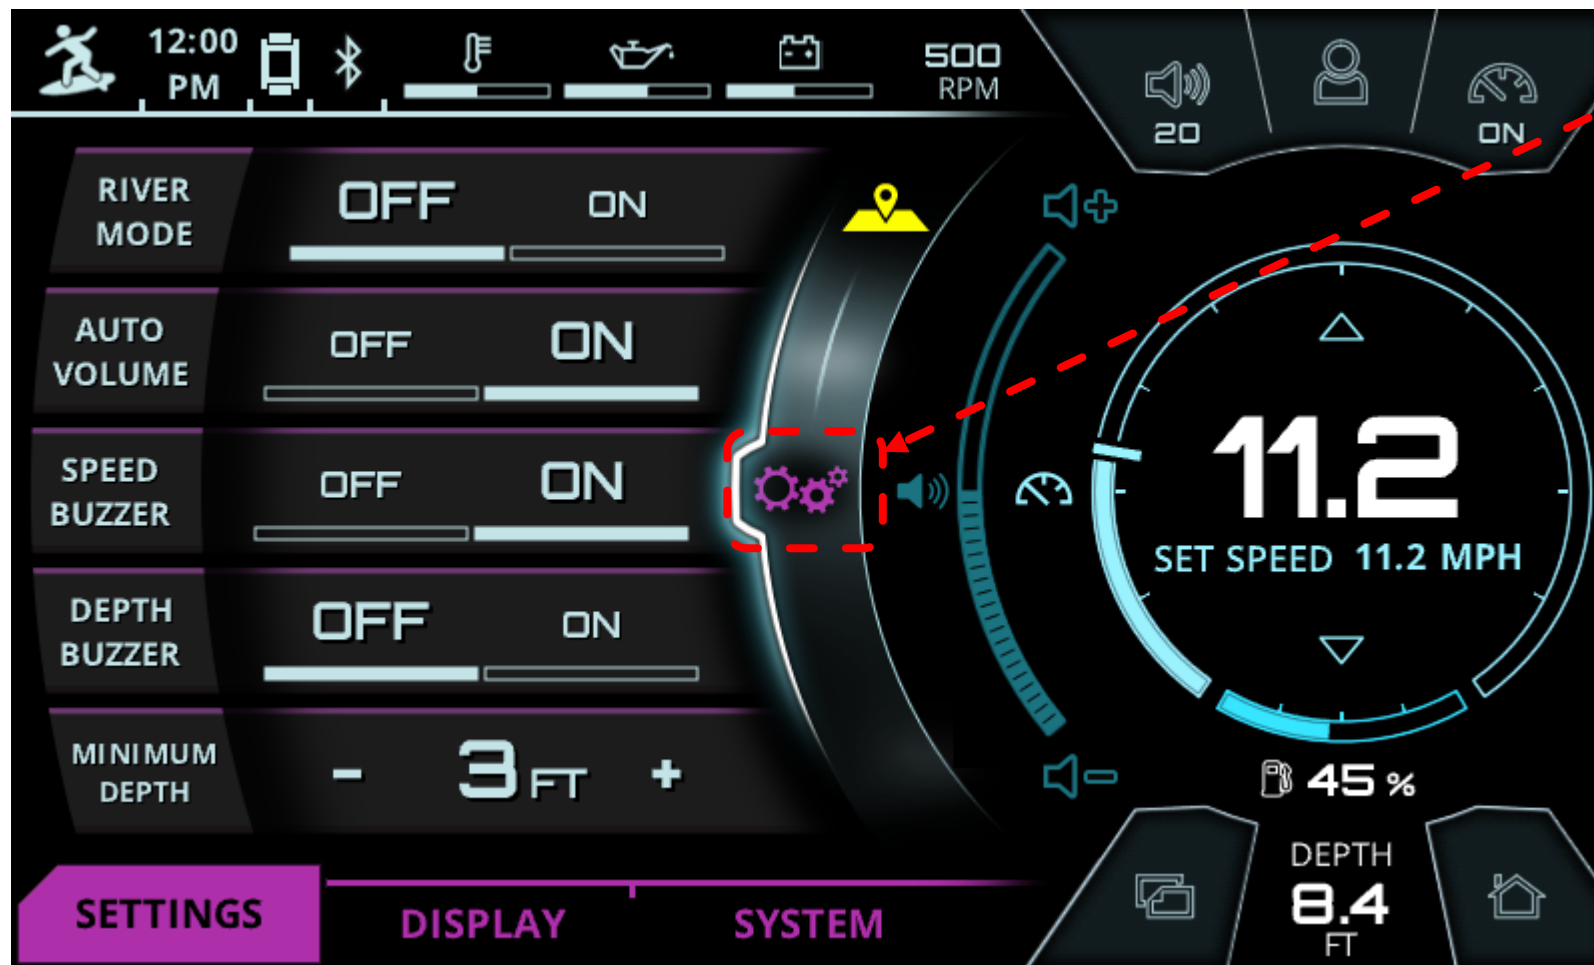 12:00
PM
500
RPM
20
ON
RIVER
MODE
OFF ON
AUTO
VOLUME
OFF ON
SPEED
BUZZER
OFF ON
DEPTH
BUZZER
OFF ON
MINIMUM
DEPTH
- 3 FT +
11.2
SET SPEED 11.2 MPH
45 %
DEPTH
8.4
FT
SETTINGS DISPLAY SYSTEM